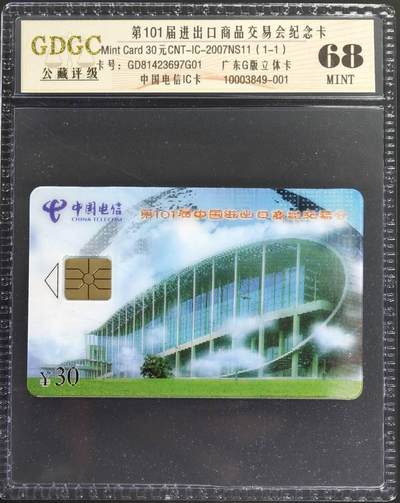 GDGC
公藏评级
第101届进出口商品交易会纪念卡
Mint Card 30元CNT-IC-2007NS11 (1-1)
卡号: GD81423697G01 广东G版立体卡
中国电信IC卡 10003849-001
68
MINT
中国电信
CHINA TELECOM
第101届中国进出口商品交易会
¥30